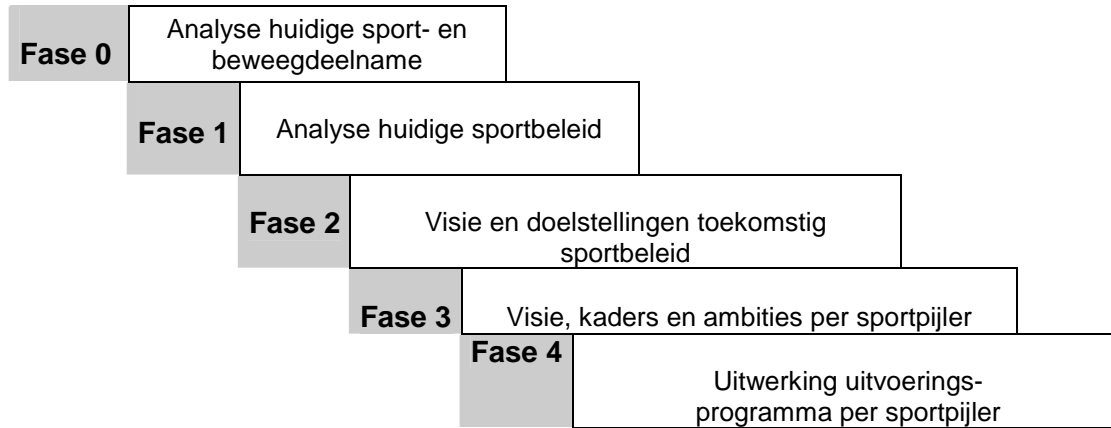 Fase 0
Analyse huidige sport- en
beweegdeelname
Fase 1
Analyse huidige sportbeleid
Fase 2
Visie en doelstellingen toekomstig
sportbeleid
Fase 3
Visie, kaders en ambities per sportpijler
Fase 4
Uitwerking uitvoerings-
programma per sportpijler